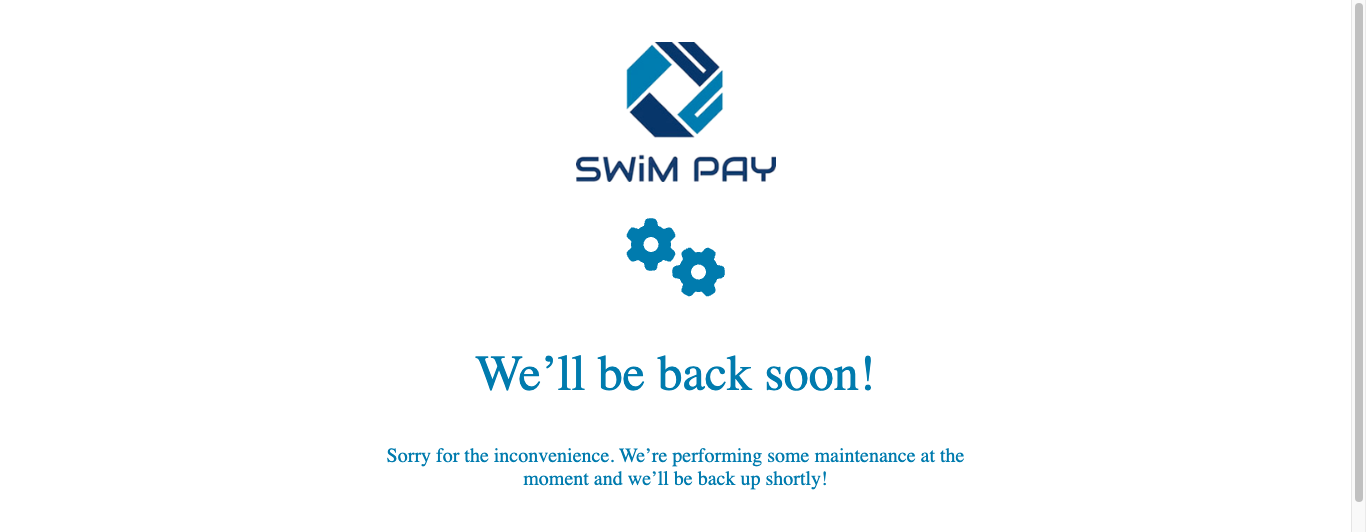 SWiM PAY
We’ll be back soon!
Sorry for the inconvenience. We’re performing some maintenance at the
moment and we’ll be back up shortly!